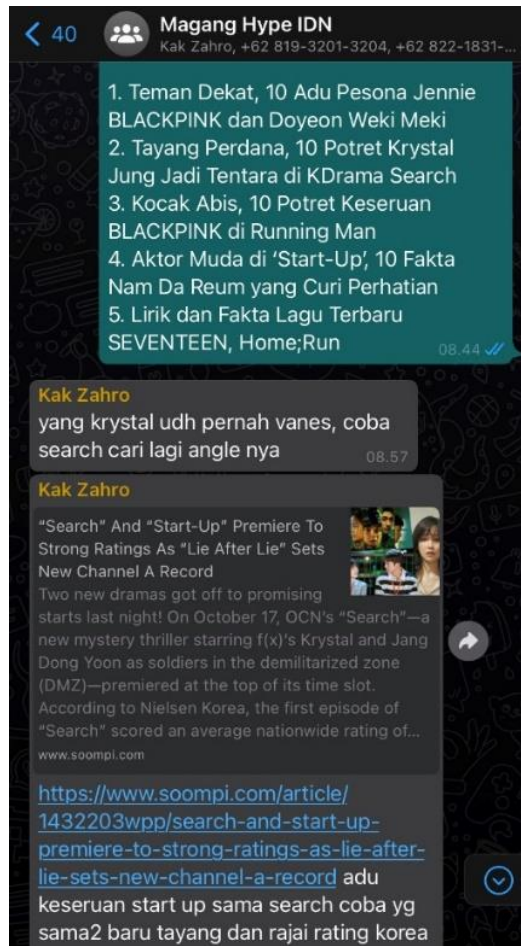 40
Magang Hype IDN
Kak Zahro, +62 819-3201-3204, +62 822-1831-...
1. Teman Dekat, 10 Adu Pesona Jennie
BLACKPINK dan Doyeon Weki Meki
2. Tayang Perdana, 10 Potret Krystal
Jung Jadi Tentara di KDrama Search
3. Kocak Abis, 10 Potret Keseruan
BLACKPINK di Running Man
4. Aktor Muda di ‘Start-Up’, 10 Fakta
Nam Da Reum yang Curi Perhatian
5. Lirik dan Fakta Lagu Terbaru
SEVENTEEN, Home;Run
08.44
Kak Zahro
yang krystal udh pernah vanes, coba
search cari lagi angle nya
08.57
Kak Zahro
“Search” And “Start-Up” Premiere To
Strong Ratings As “Lie After Lie” Sets
New Channel A Record
Two new dramas got off to promising
starts last night! On October 17, OCN's “Search”—a
new mystery thriller starring f(x)'s Krystal and Jang
Dong Yoon as soldiers in the demilitarized zone
(DMZ)—premiered at the top of its time slot.
According to Nielsen Korea, the first episode of
“Search” scored an average nationwide rating of...
www.soompi.com
https://www.soompi.com/article/
1432203wpp/search-and-start-up-
premiere-to-strong-ratings-as-lie-after-
lie-sets-new-channel-a-record adu
keseruan start up sama search coba yg
sama2 baru tayang dan rajai rating korea